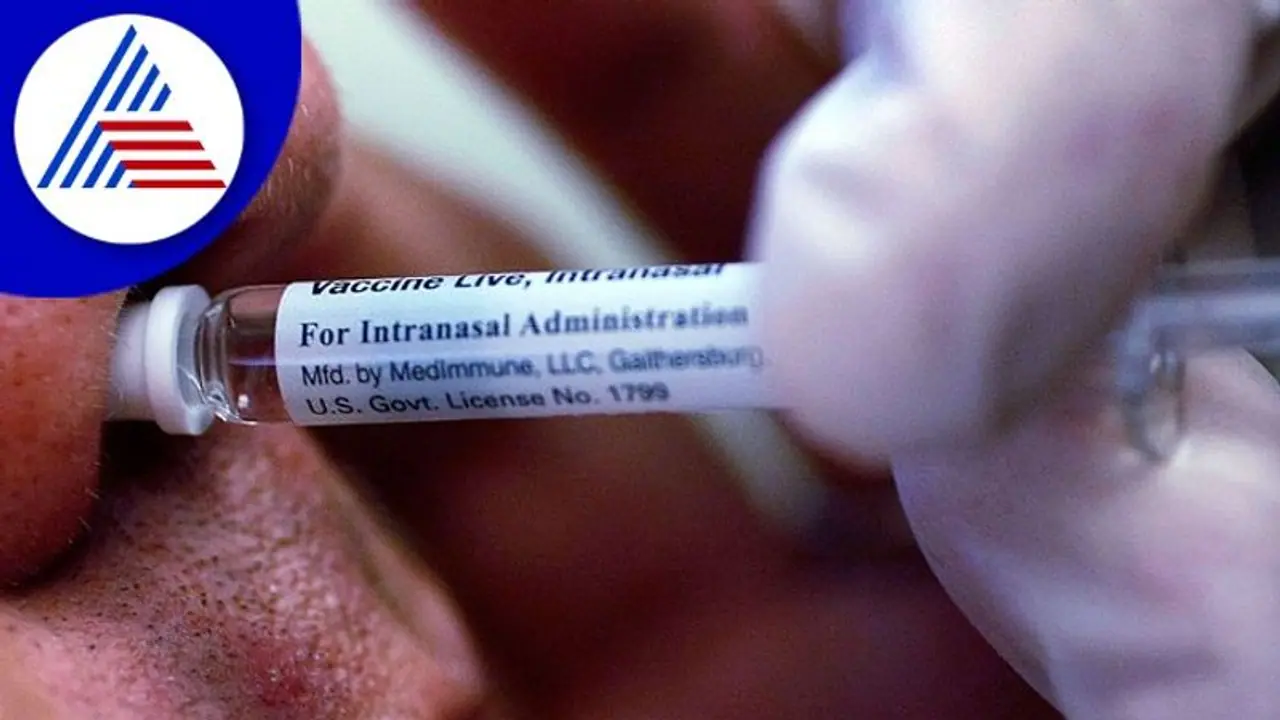 Vaccine Live, Intranasal
For Intranasal Administration
Mfd. by MedImmune, LLC, Gaithersburg,
U.S. Govt. License No. 1799